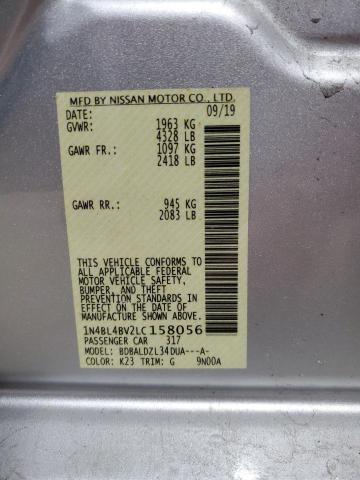 MFD BY NISSAN MOTOR CO., LTD.
DATE: 09/19
GVWR: 1963 KG
4328 LB
GAWR FR.: 1097 KG
2418 LB
GAWR RR.: 945 KG
2083 LB
THIS VEHICLE CONFORMS TO
ALL APPLICABLE FEDERAL
MOTOR VEHICLE SAFETY,
BUMPER, AND THEFT
PREVENTION STANDARDS IN
EFFECT ON THE DATE OF
MANUFACTURE SHOWN ABOVE.
1N4BL4BV2LC158056
PASSENGER CAR 317
MODEL: BDBALDZL34DUA---A-
COLOR: K23 TRIM: G 9N00A